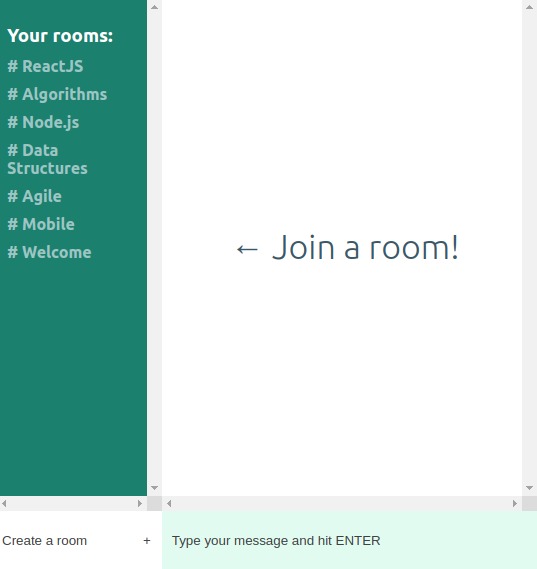 Your rooms:
# ReactJS
# Algorithms
# Node.js
# Data
Structures
# Agile
# Mobile
# Welcome
← Join a room!
Create a room +
Type your message and hit ENTER